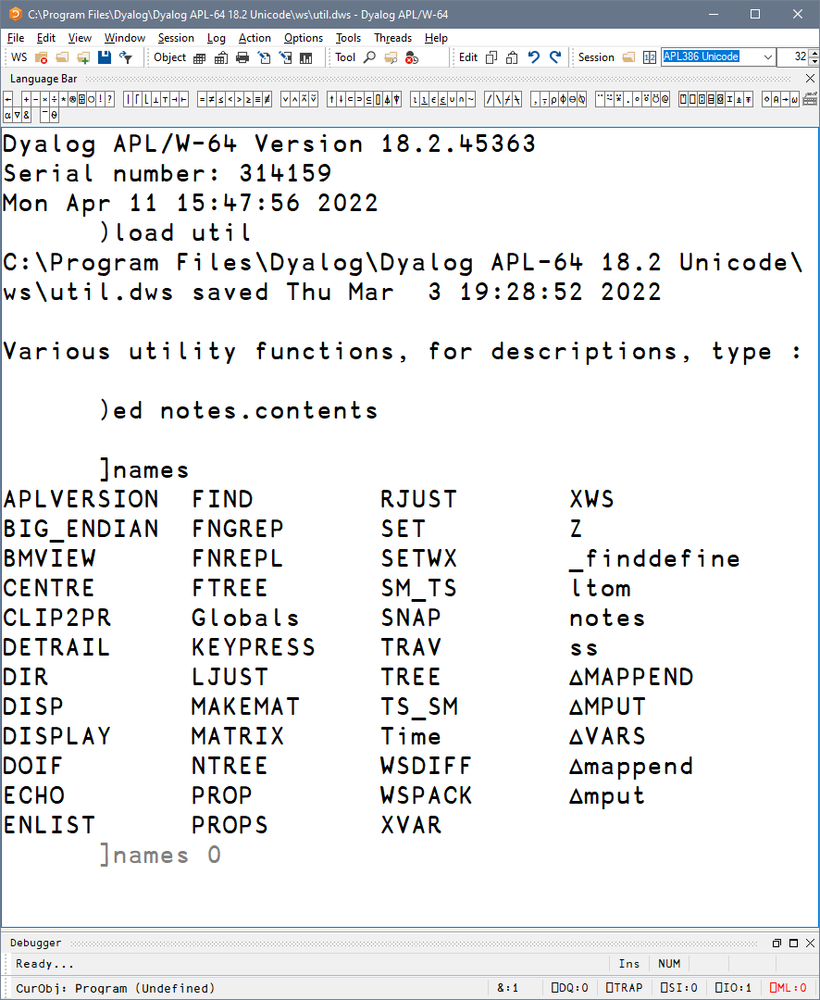 C:\Program Files\Dyalog\Dyalog APL-64 18.2 Unicode\ws\util.dws - Dyalog APL/W-64
File Edit View Window Session Log Action Options Tools Threads Help
WS Object Tool Edit Session APL386 Unicode 32
Language Bar
Dyalog APL/W-64 Version 18.2.45363
Serial number: 314159
Mon Apr 11 15:47:56 2022
)load util
C:\Program Files\Dyalog\Dyalog APL-64 18.2 Unicode\
ws\util.dws saved Thu Mar  3 19:28:52 2022
Various utility functions, for descriptions, type :
)ed notes.contents
]names
APLVERSION FIND RJUST XWS
BIG_ENDIAN FNGREP SET Z
BMVIEW FNREPL SETWX _finddefine
CENTRE FTREE SM_TS ltom
CLIP2PR Globals SNAP notes
DETRAIL KEYPRESS TRAV ss
DIR LJUST TREE ∆MAPPEND
DISP MAKEMAT TS_SM ∆MPUT
DISPLAY MATRIX Time ∆VARS
DOIF NTREE WSDIFF ∆mappend
ECHO PROP WSPACK ∆mput
ENLIST PROPS XVAR
]names 0
Debugger
Ready... Ins NUM
CurObj: Program (Undefined) &:1 ⎕DQ:0 ⎕TRAP ⎕SI:0 ⎕IO:1 ⎕ML:0